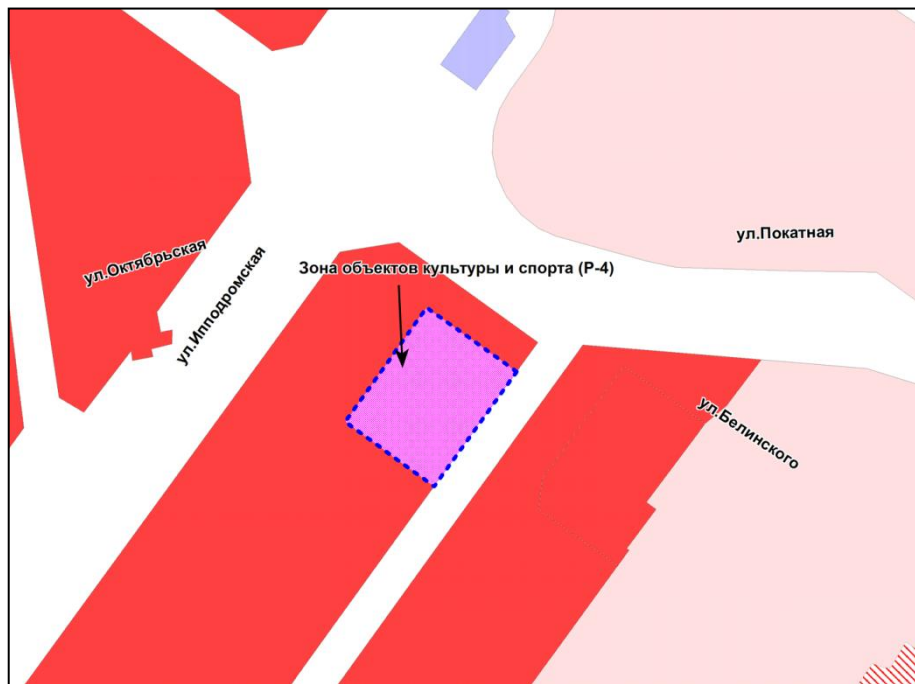 ул.Покатная
ул.Октябрьская
Зона объектов культуры и спорта (Р-4)
ул.Ипподромская
ул.Белинского